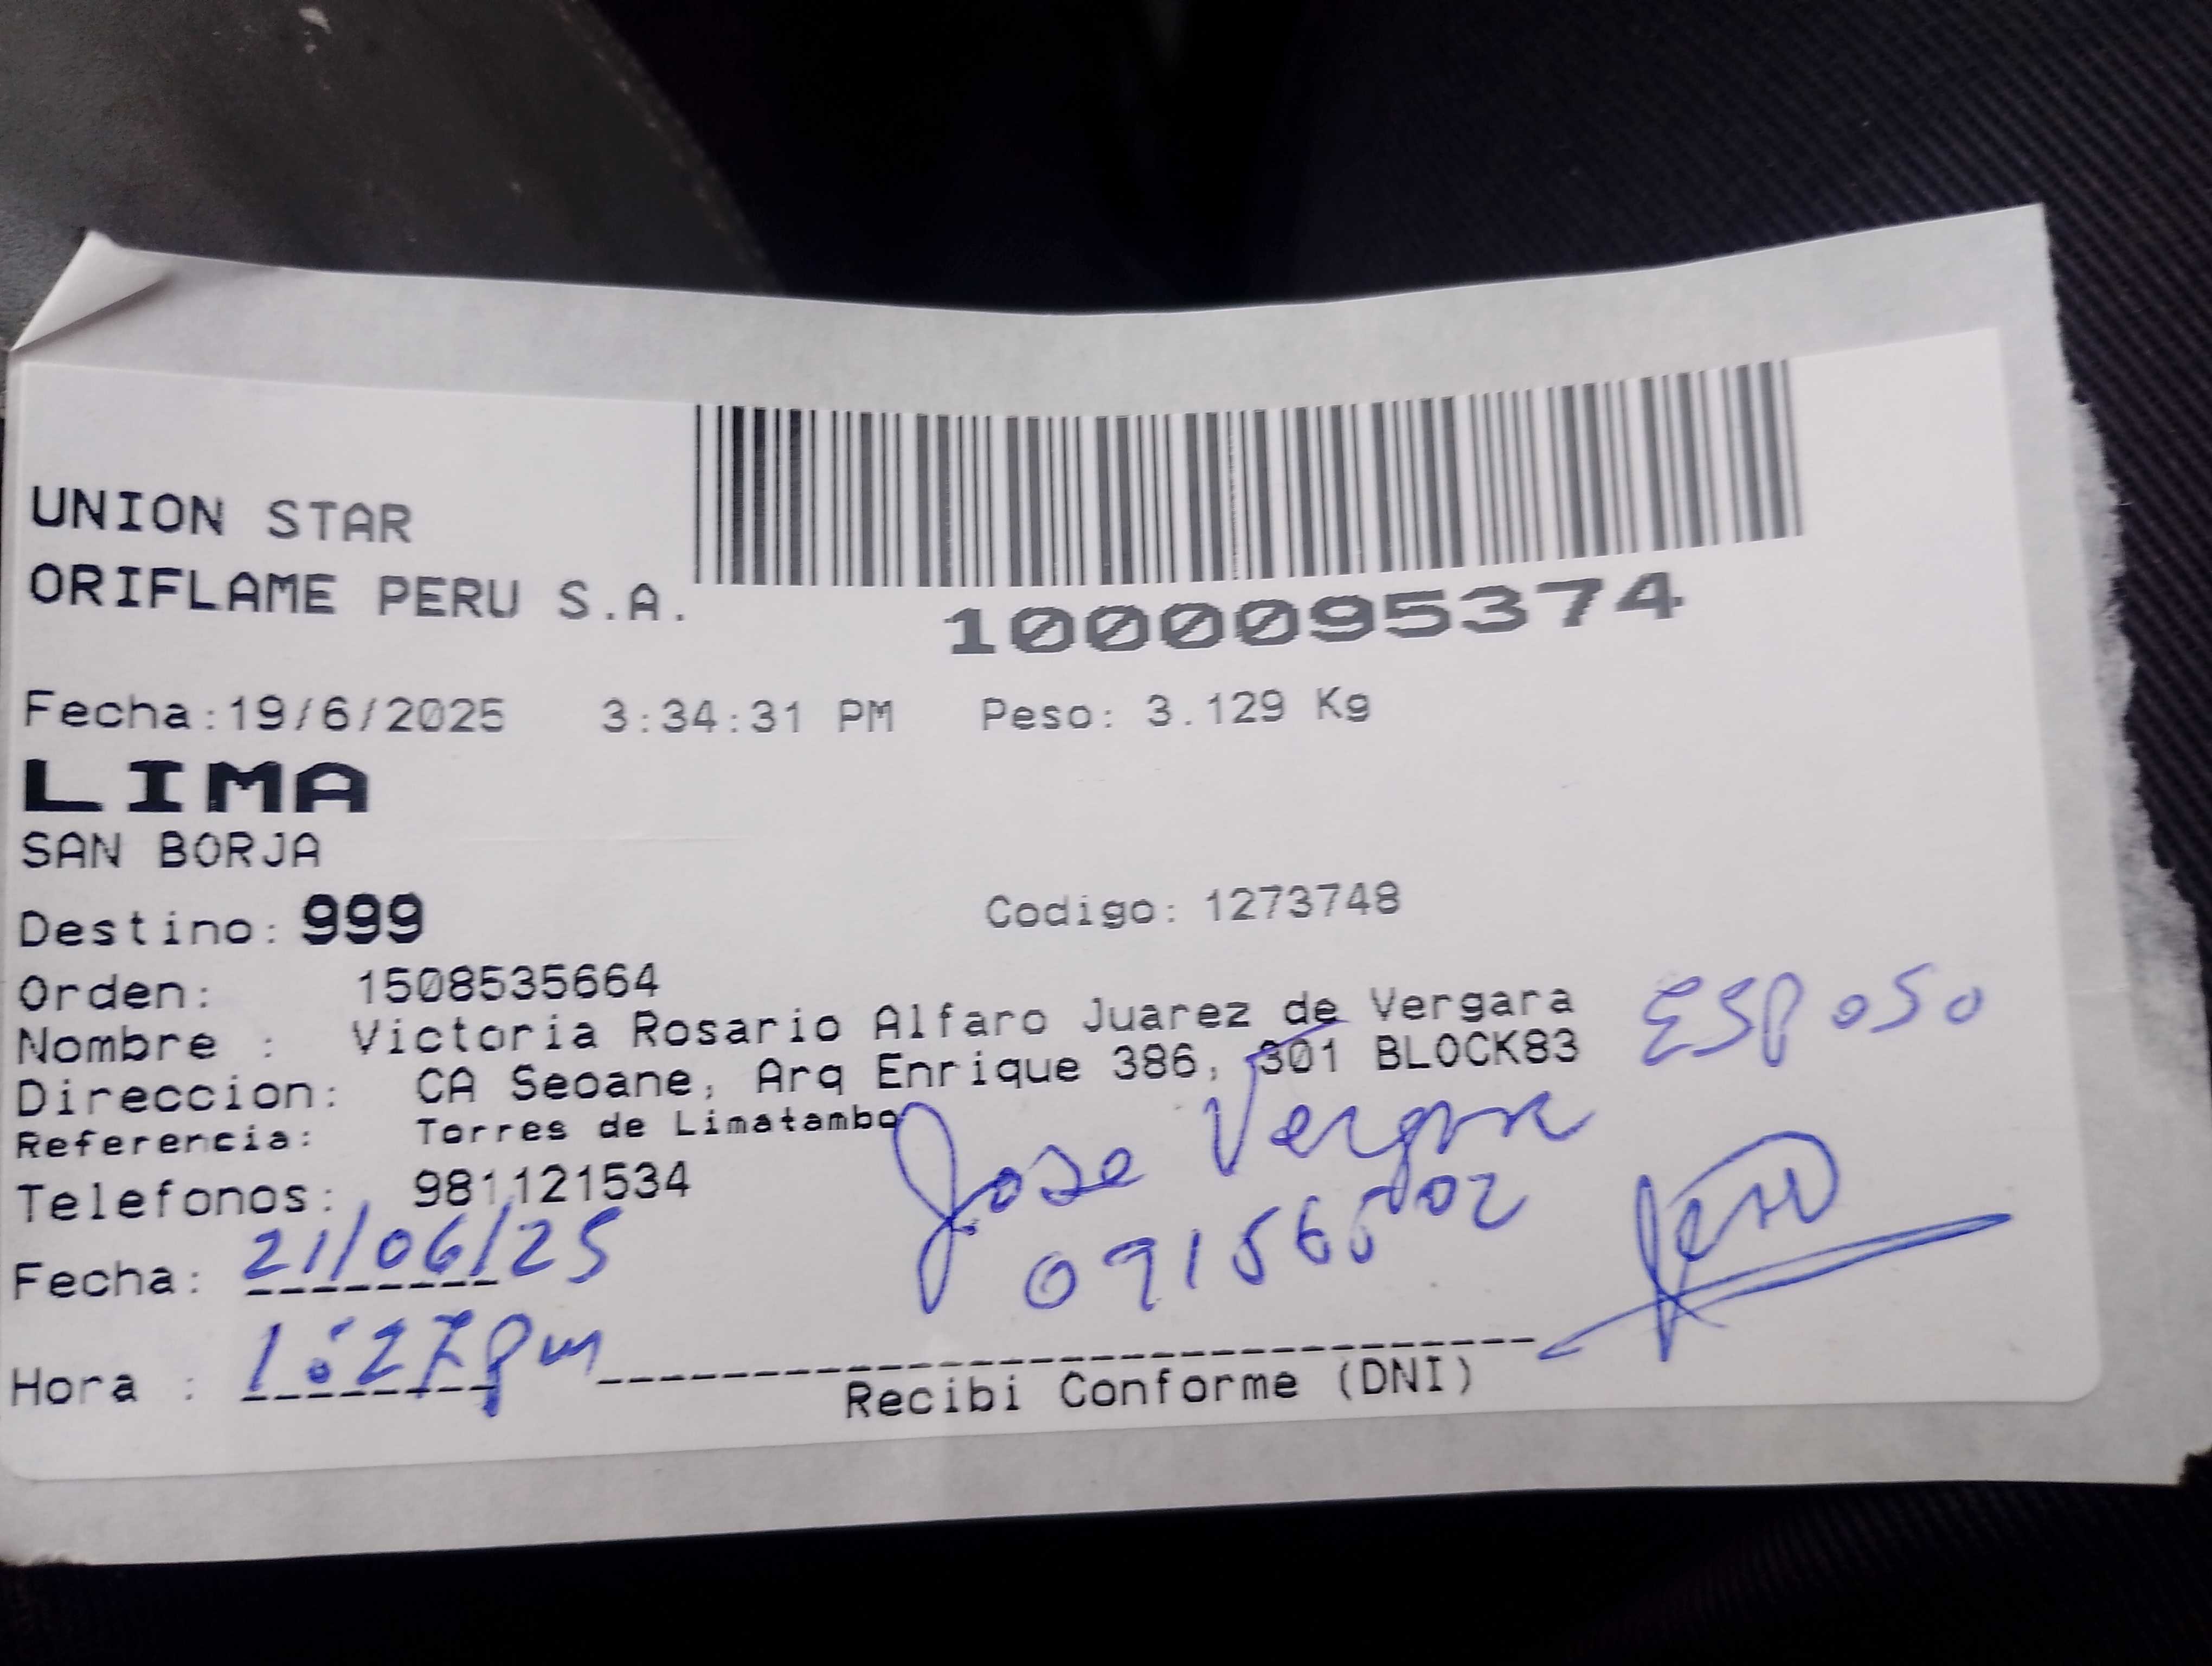 UNION STAR
ORIFLAME PERU S.A.
1000095374
Fecha:19/6/2025 3:34:31 PM Peso: 3.129 Kg
LIMA
SAN BORJA
Destino: 999 Codigo: 1273748
Orden: 1508535664
Nombre : Victoria Rosario Alfaro Juarez de Vergara
ESPOSO
Direccion: CA Seoane, Arq Enrique 386, 301 BLOCK83
Referencia: Torres de Limatambo
Jose Vergara
Telefonos: 981121534
Fecha: 21/06/25
Hora : 1:27pm
Recibi Conforme (DNI)